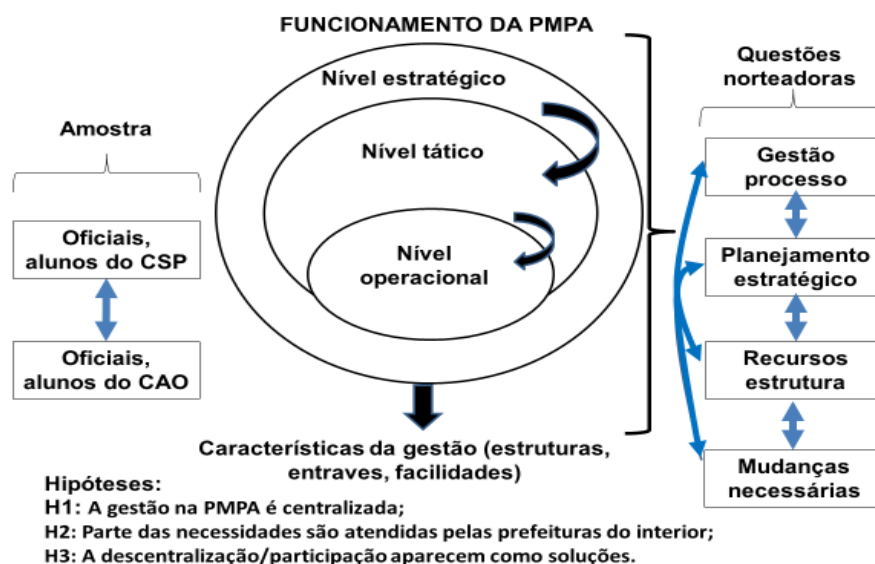 FUNCIONAMENTO DA PMPA
Nível estratégico
Nível tático
Nível operacional
Amostra
Oficiais,
alunos do CSP
Oficiais,
alunos do CAO
Questões
norteadoras
Gestão
processo
Planejamento
estratégico
Recursos
estrutura
Mudanças
necessárias
Características da gestão (estruturas,
entraves, facilidades)
Hipóteses:
H1: A gestão na PMPA é centralizada;
H2: Parte das necessidades são atendidas pelas prefeituras do interior;
H3: A descentralização/participação aparecem como soluções.